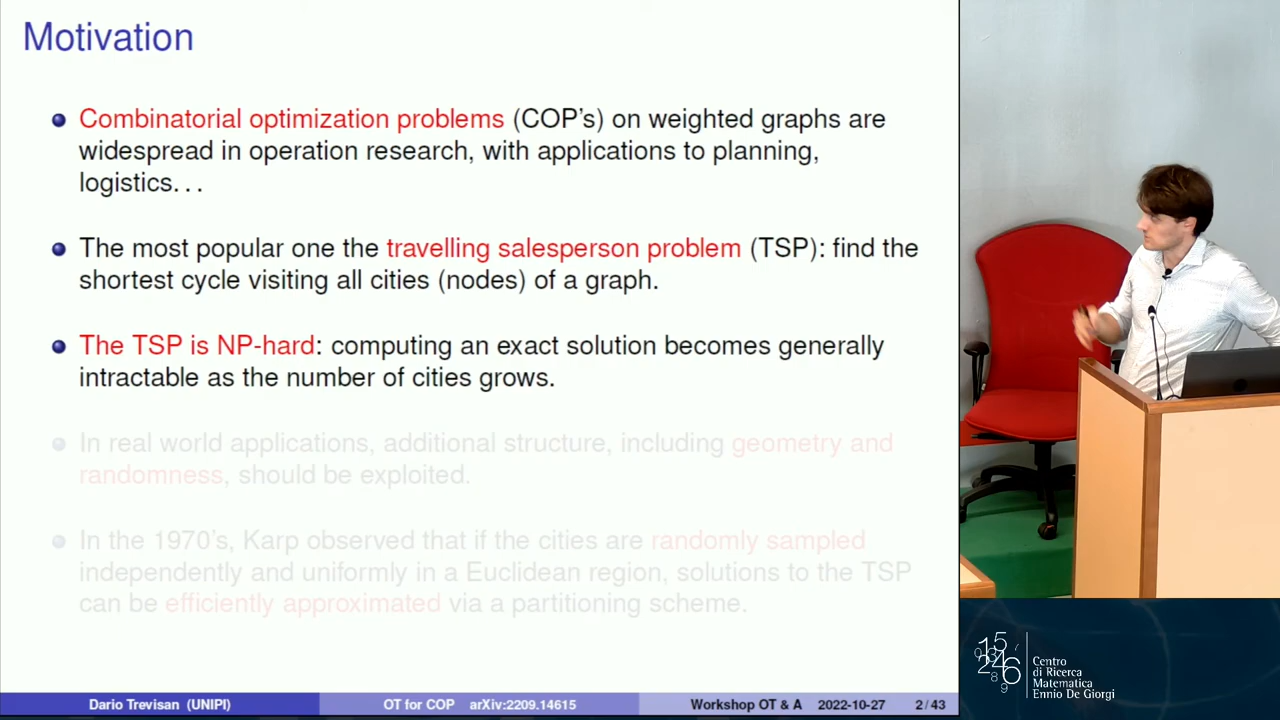 Motivation
Combinatorial optimization problems (COP's) on weighted graphs are
widespread in operation research, with applications to planning,
logistics...
The most popular one the travelling salesperson problem (TSP): find the
shortest cycle visiting all cities (nodes) of a graph.
The TSP is NP-hard: computing an exact solution becomes generally
intractable as the number of cities grows.
In real world applications, additional structure, including geometry and
randomness, should be exploited.
In the 1970's, Karp observed that if the cities are randomly sampled
independently and uniformly in a Euclidean region, solutions to the TSP
can be efficiently approximated via a partitioning scheme.
Dario Trevisan (UNIPI) OT for COP arXiv:2209.14615 Workshop OT & A 2022-10-27 2 / 43
Centro
di Ricerca
Matematica
Ennio De Giorgi